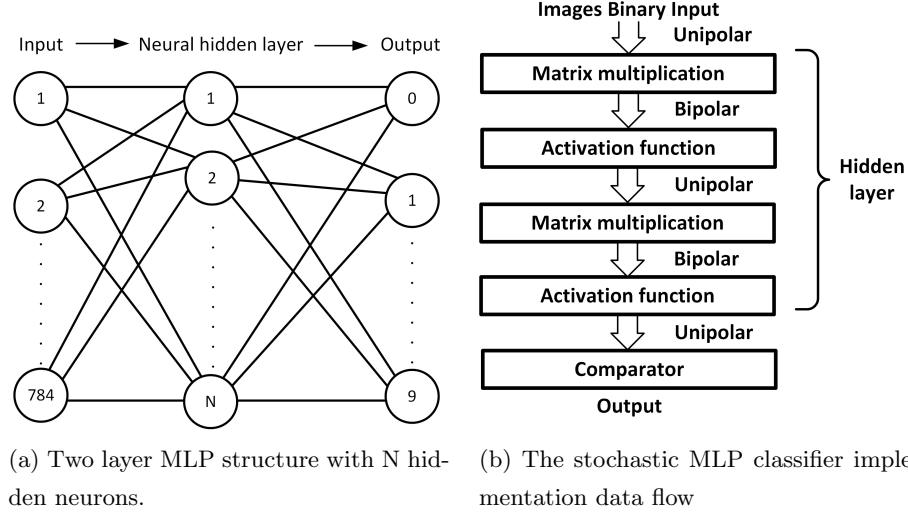 Input Neural hidden layer Output
1 1 0
2 2 1
784 N 9
(a) Two layer MLP structure with N hid-
den neurons.
Images Binary Input
Unipolar
Matrix multiplication
Bipolar
Activation function
Unipolar
Matrix multiplication
Bipolar
Activation function
Unipolar
Comparator
Output
Hidden
layer
(b) The stochastic MLP classifier imple
mentation data flow